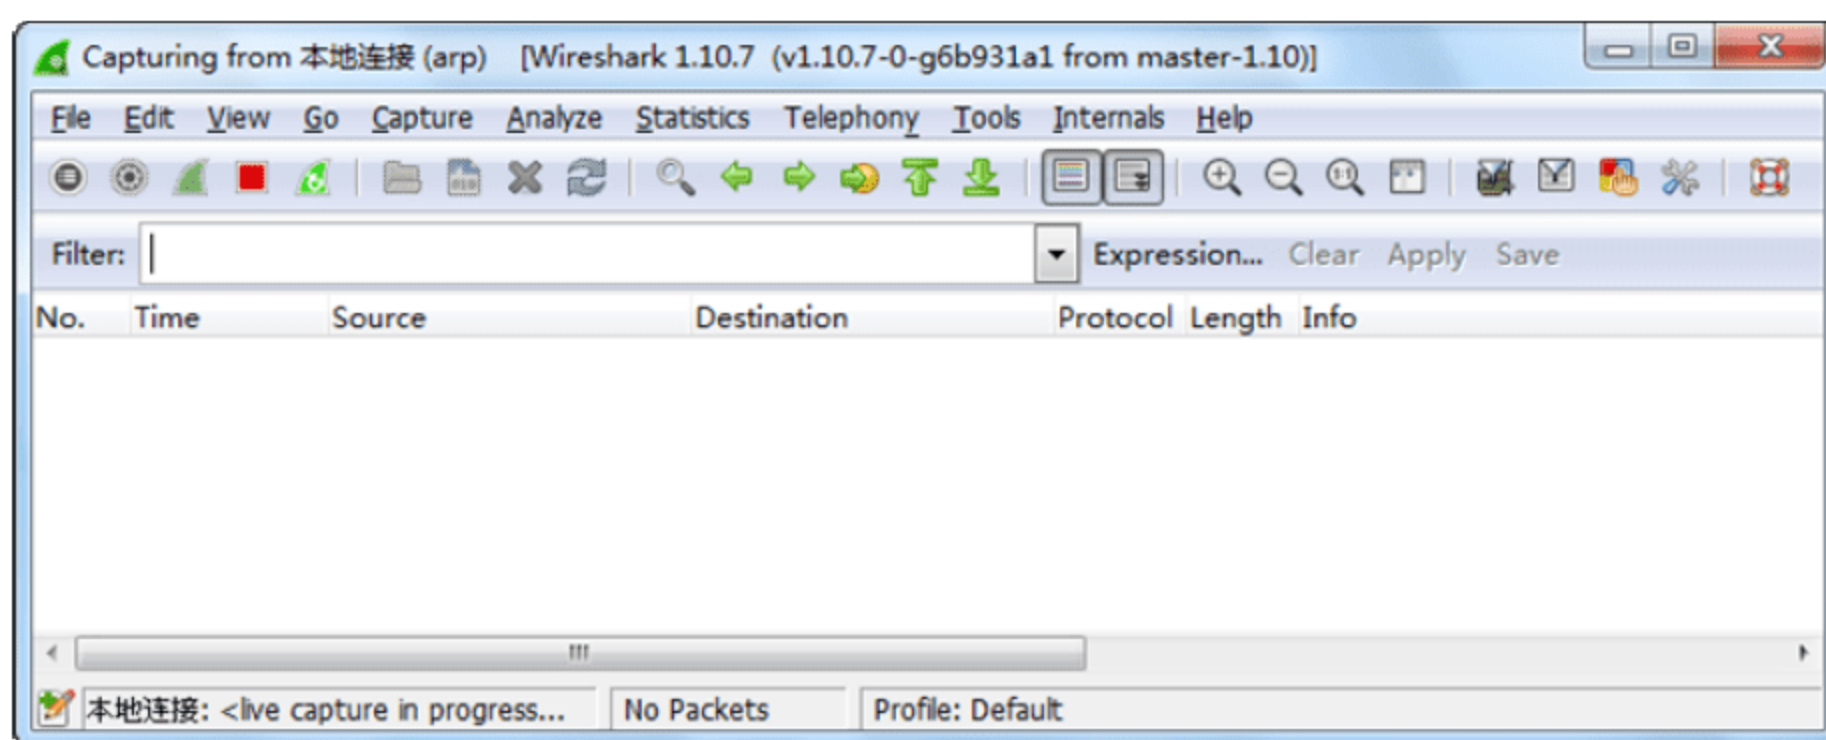 Capturing from 本地连接 (arp) [Wireshark 1.10.7 (v1.10.7-0-g6b931a1 from master-1.10)]
File Edit View Go Capture Analyze Statistics Telephony Tools Internals Help
Filter: Expression... Clear Apply Save
No. Time Source Destination Protocol Length Info
本地连接: <live capture in progress... No Packets Profile: Default